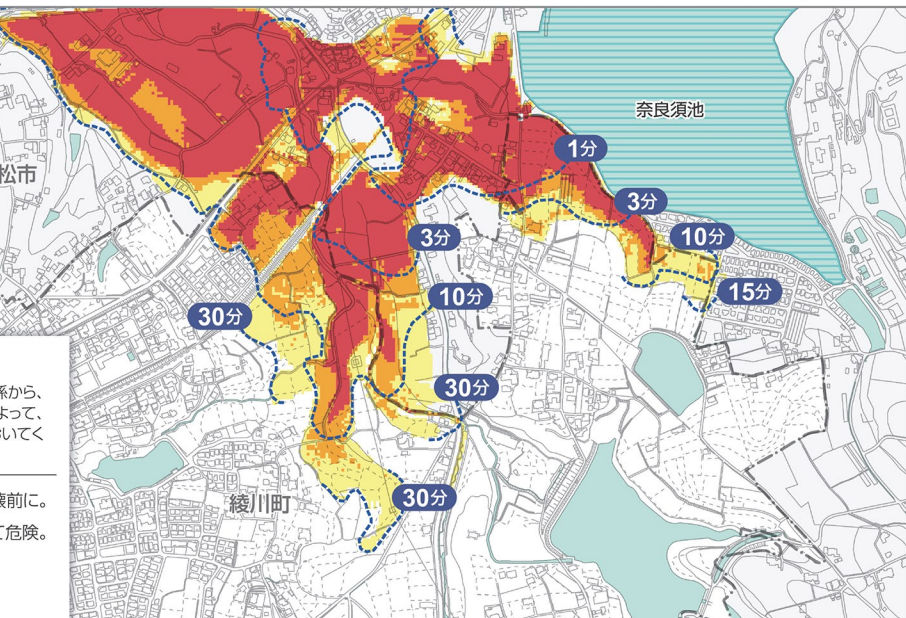 奈良須池
1分
松市
3分
3分
10分
10分
15分
30分
30分
係から、
よって、
おいてく
30分
綾川町
壊前に。
て危険。